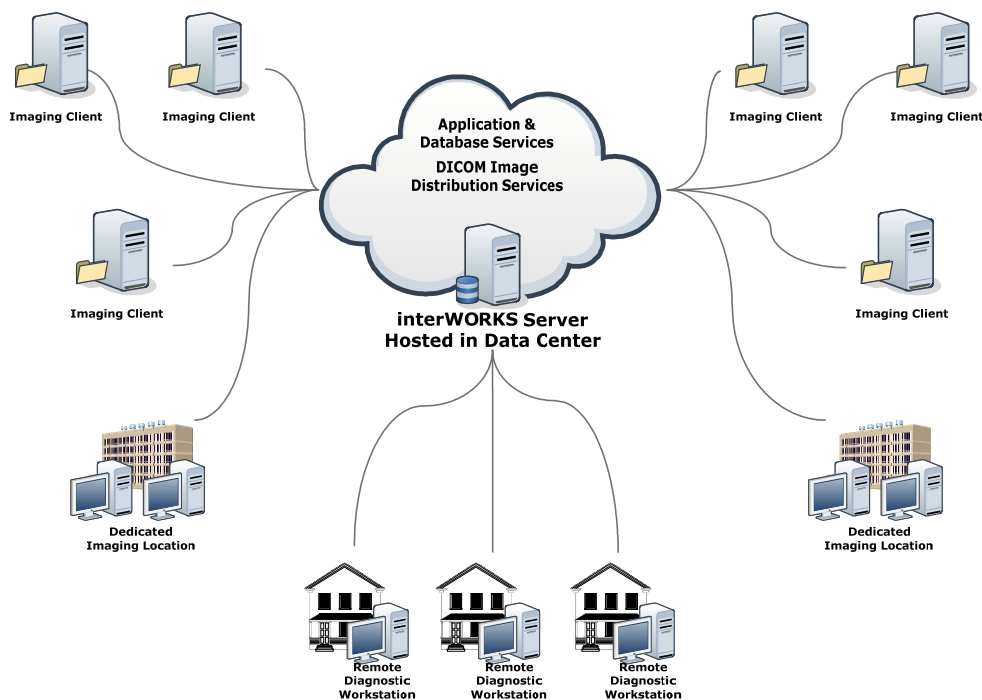 Imaging Client
Imaging Client
Imaging Client
Imaging Client
Application &
Database Services
DICOM Image
Distribution Services
interWORKS Server
Hosted in Data Center
Imaging Client
Imaging Client
Dedicated
Imaging Location
Dedicated
Imaging Location
Remote
Diagnostic
Workstation
Remote
Diagnostic
Workstation
Remote
Diagnostic
Workstation